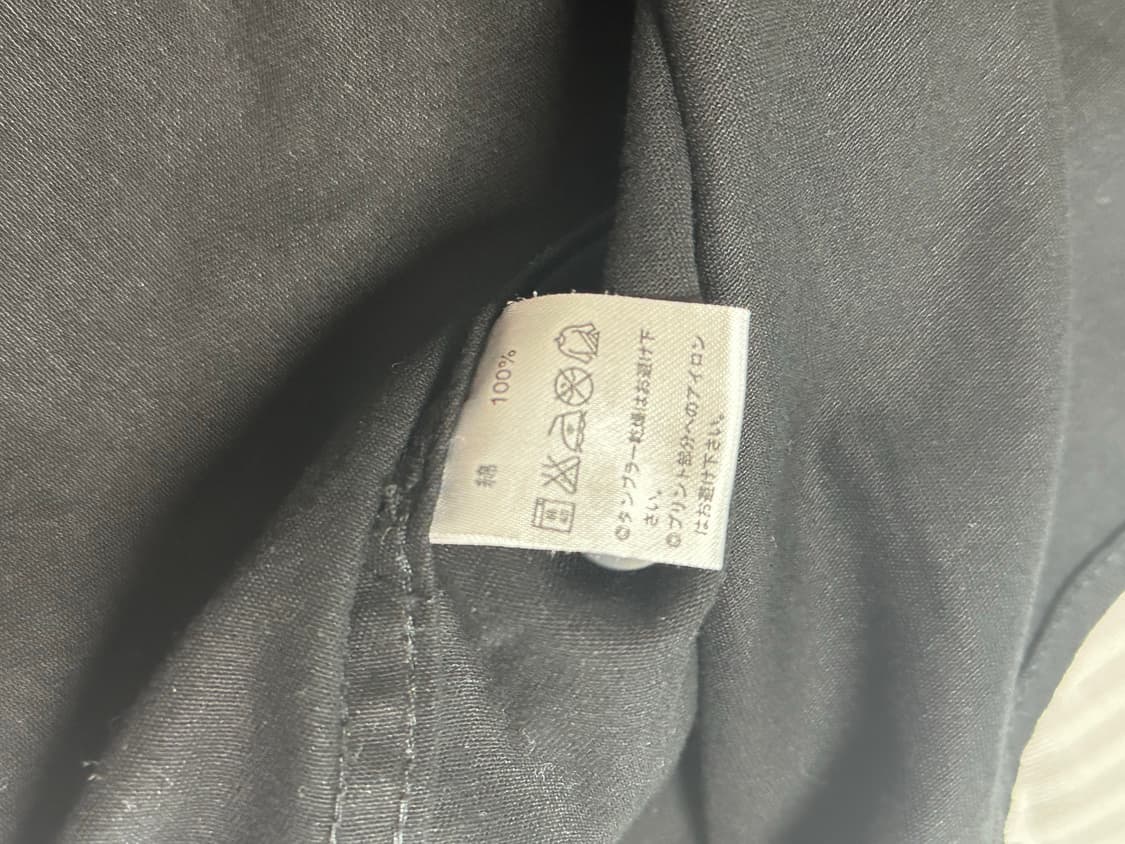 綿 100%
◎タンブラー乾燥はお避け下
さい。
◎プリント部分へのアイロン
はお避け下さい。